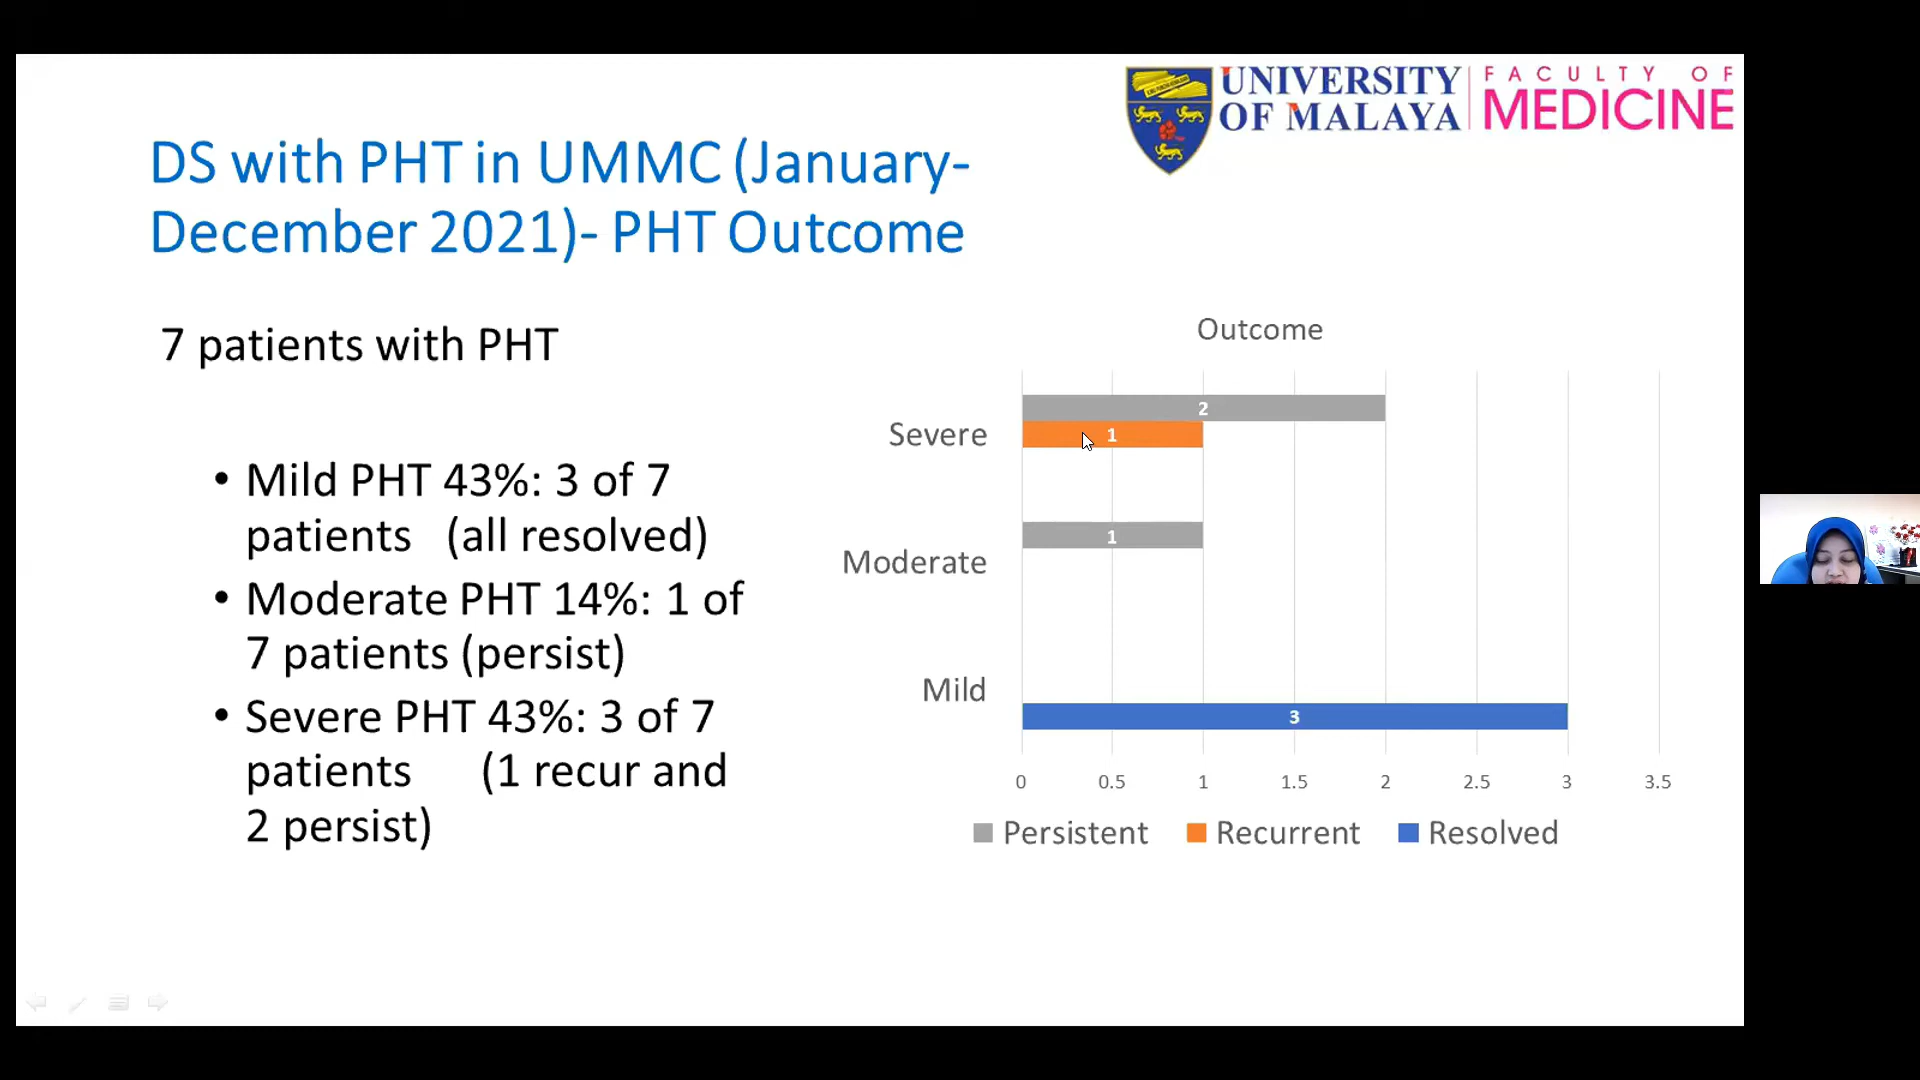 UNIVERSITY
OF MALAYA
FACULTY OF
MEDICINE
DS with PHT in UMMC (January-
December 2021)- PHT Outcome
7 patients with PHT
• Mild PHT 43%: 3 of 7
patients (all resolved)
• Moderate PHT 14%: 1 of
7 patients (persist)
• Severe PHT 43%: 3 of 7
patients (1 recur and
2 persist)
Outcome
2
Severe
1
1
Moderate
Mild
3
0 0.5 1 1.5 2 2.5 3 3.5
Persistent Recurrent Resolved